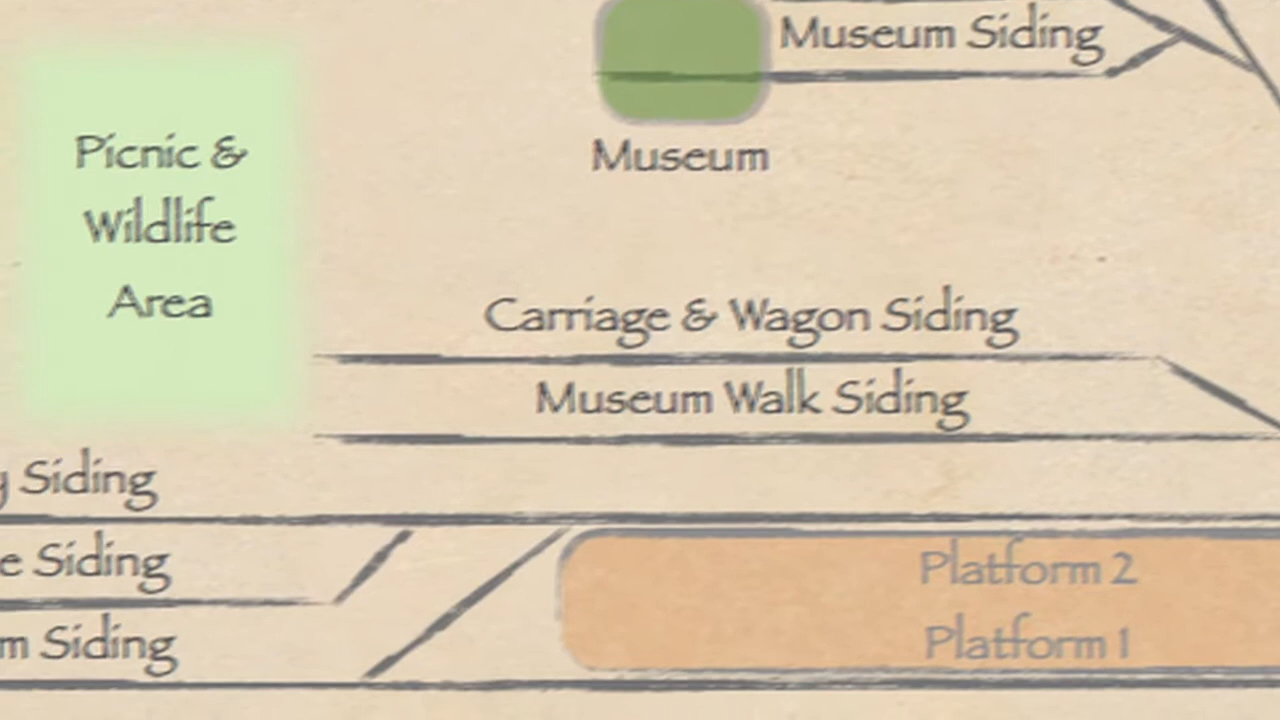 Museum Siding
Museum
Picnic &
Wildlife
Area
Carriage & Wagon Siding
Museum Walk Siding
Siding
Siding
Siding
Platform 2
Platform 1